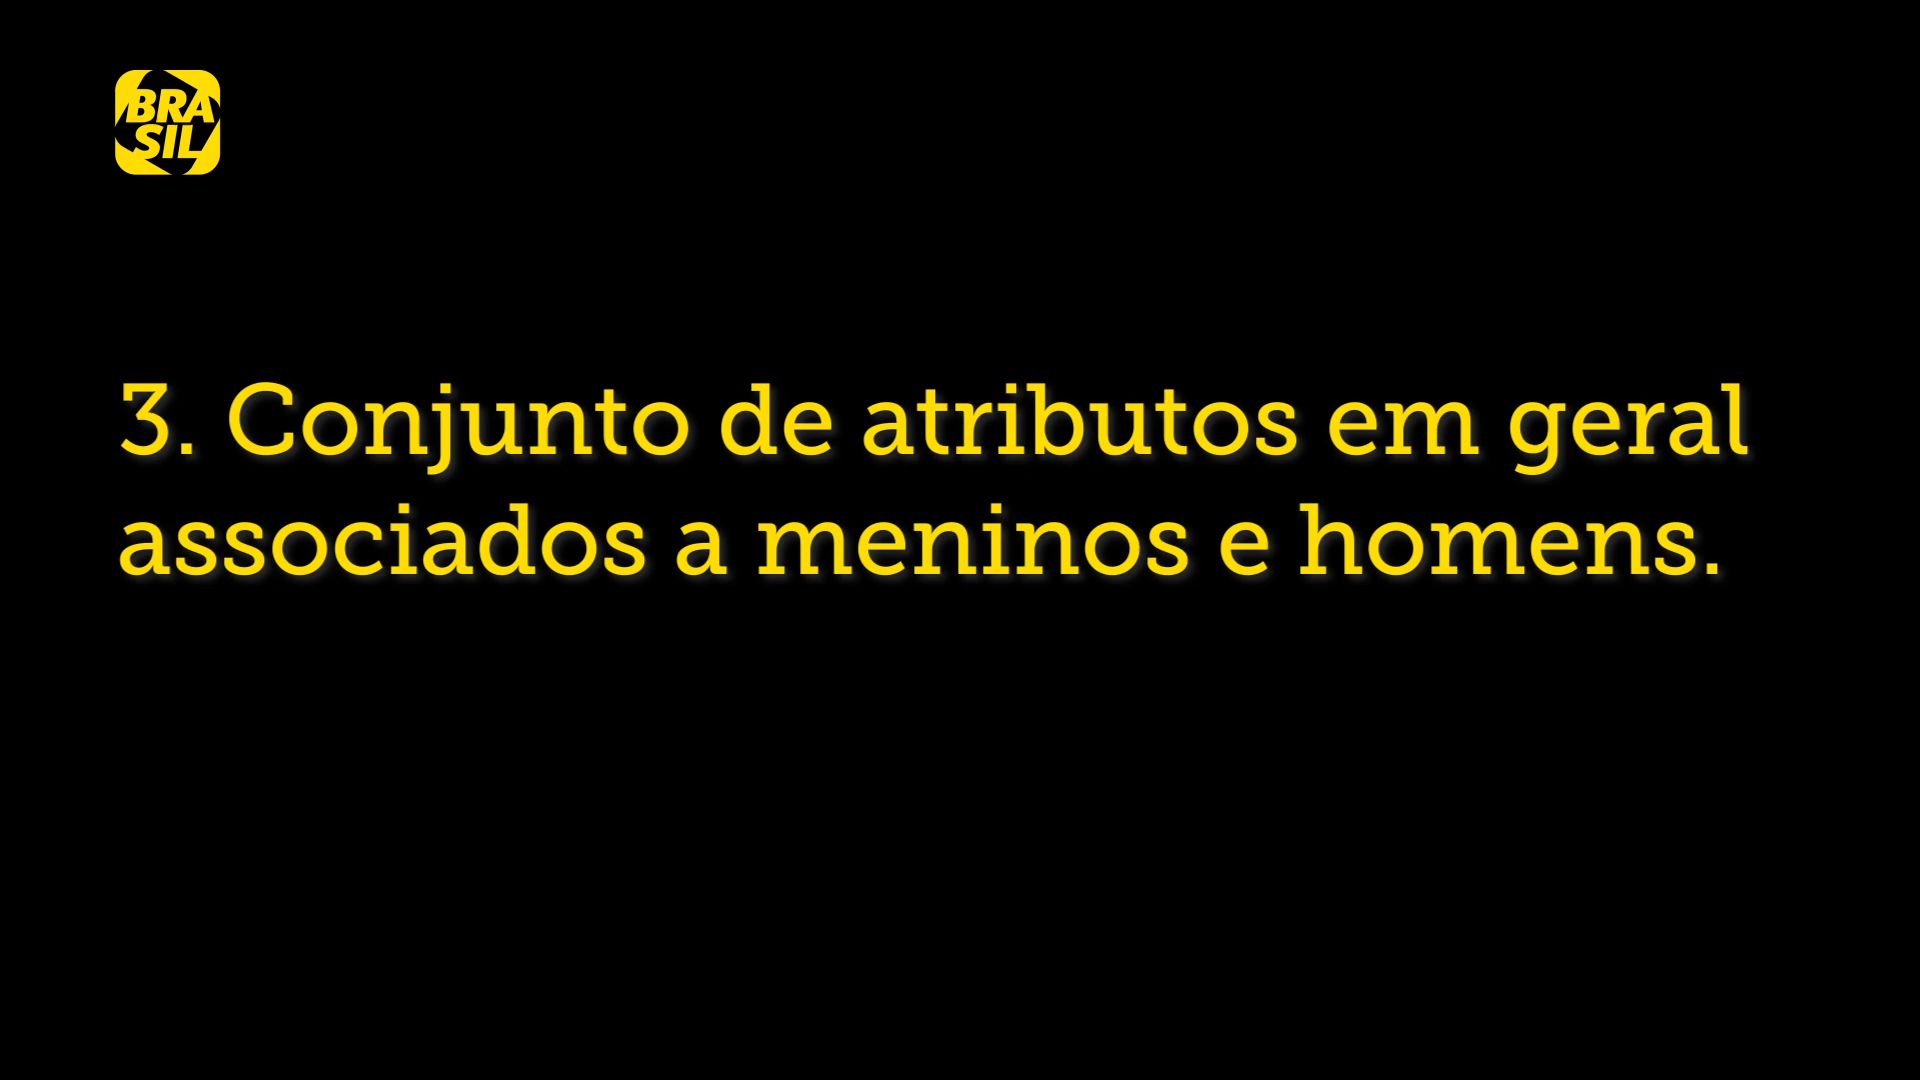 BRA
SIL
3. Conjunto de atributos em geral
associados a meninos e homens.